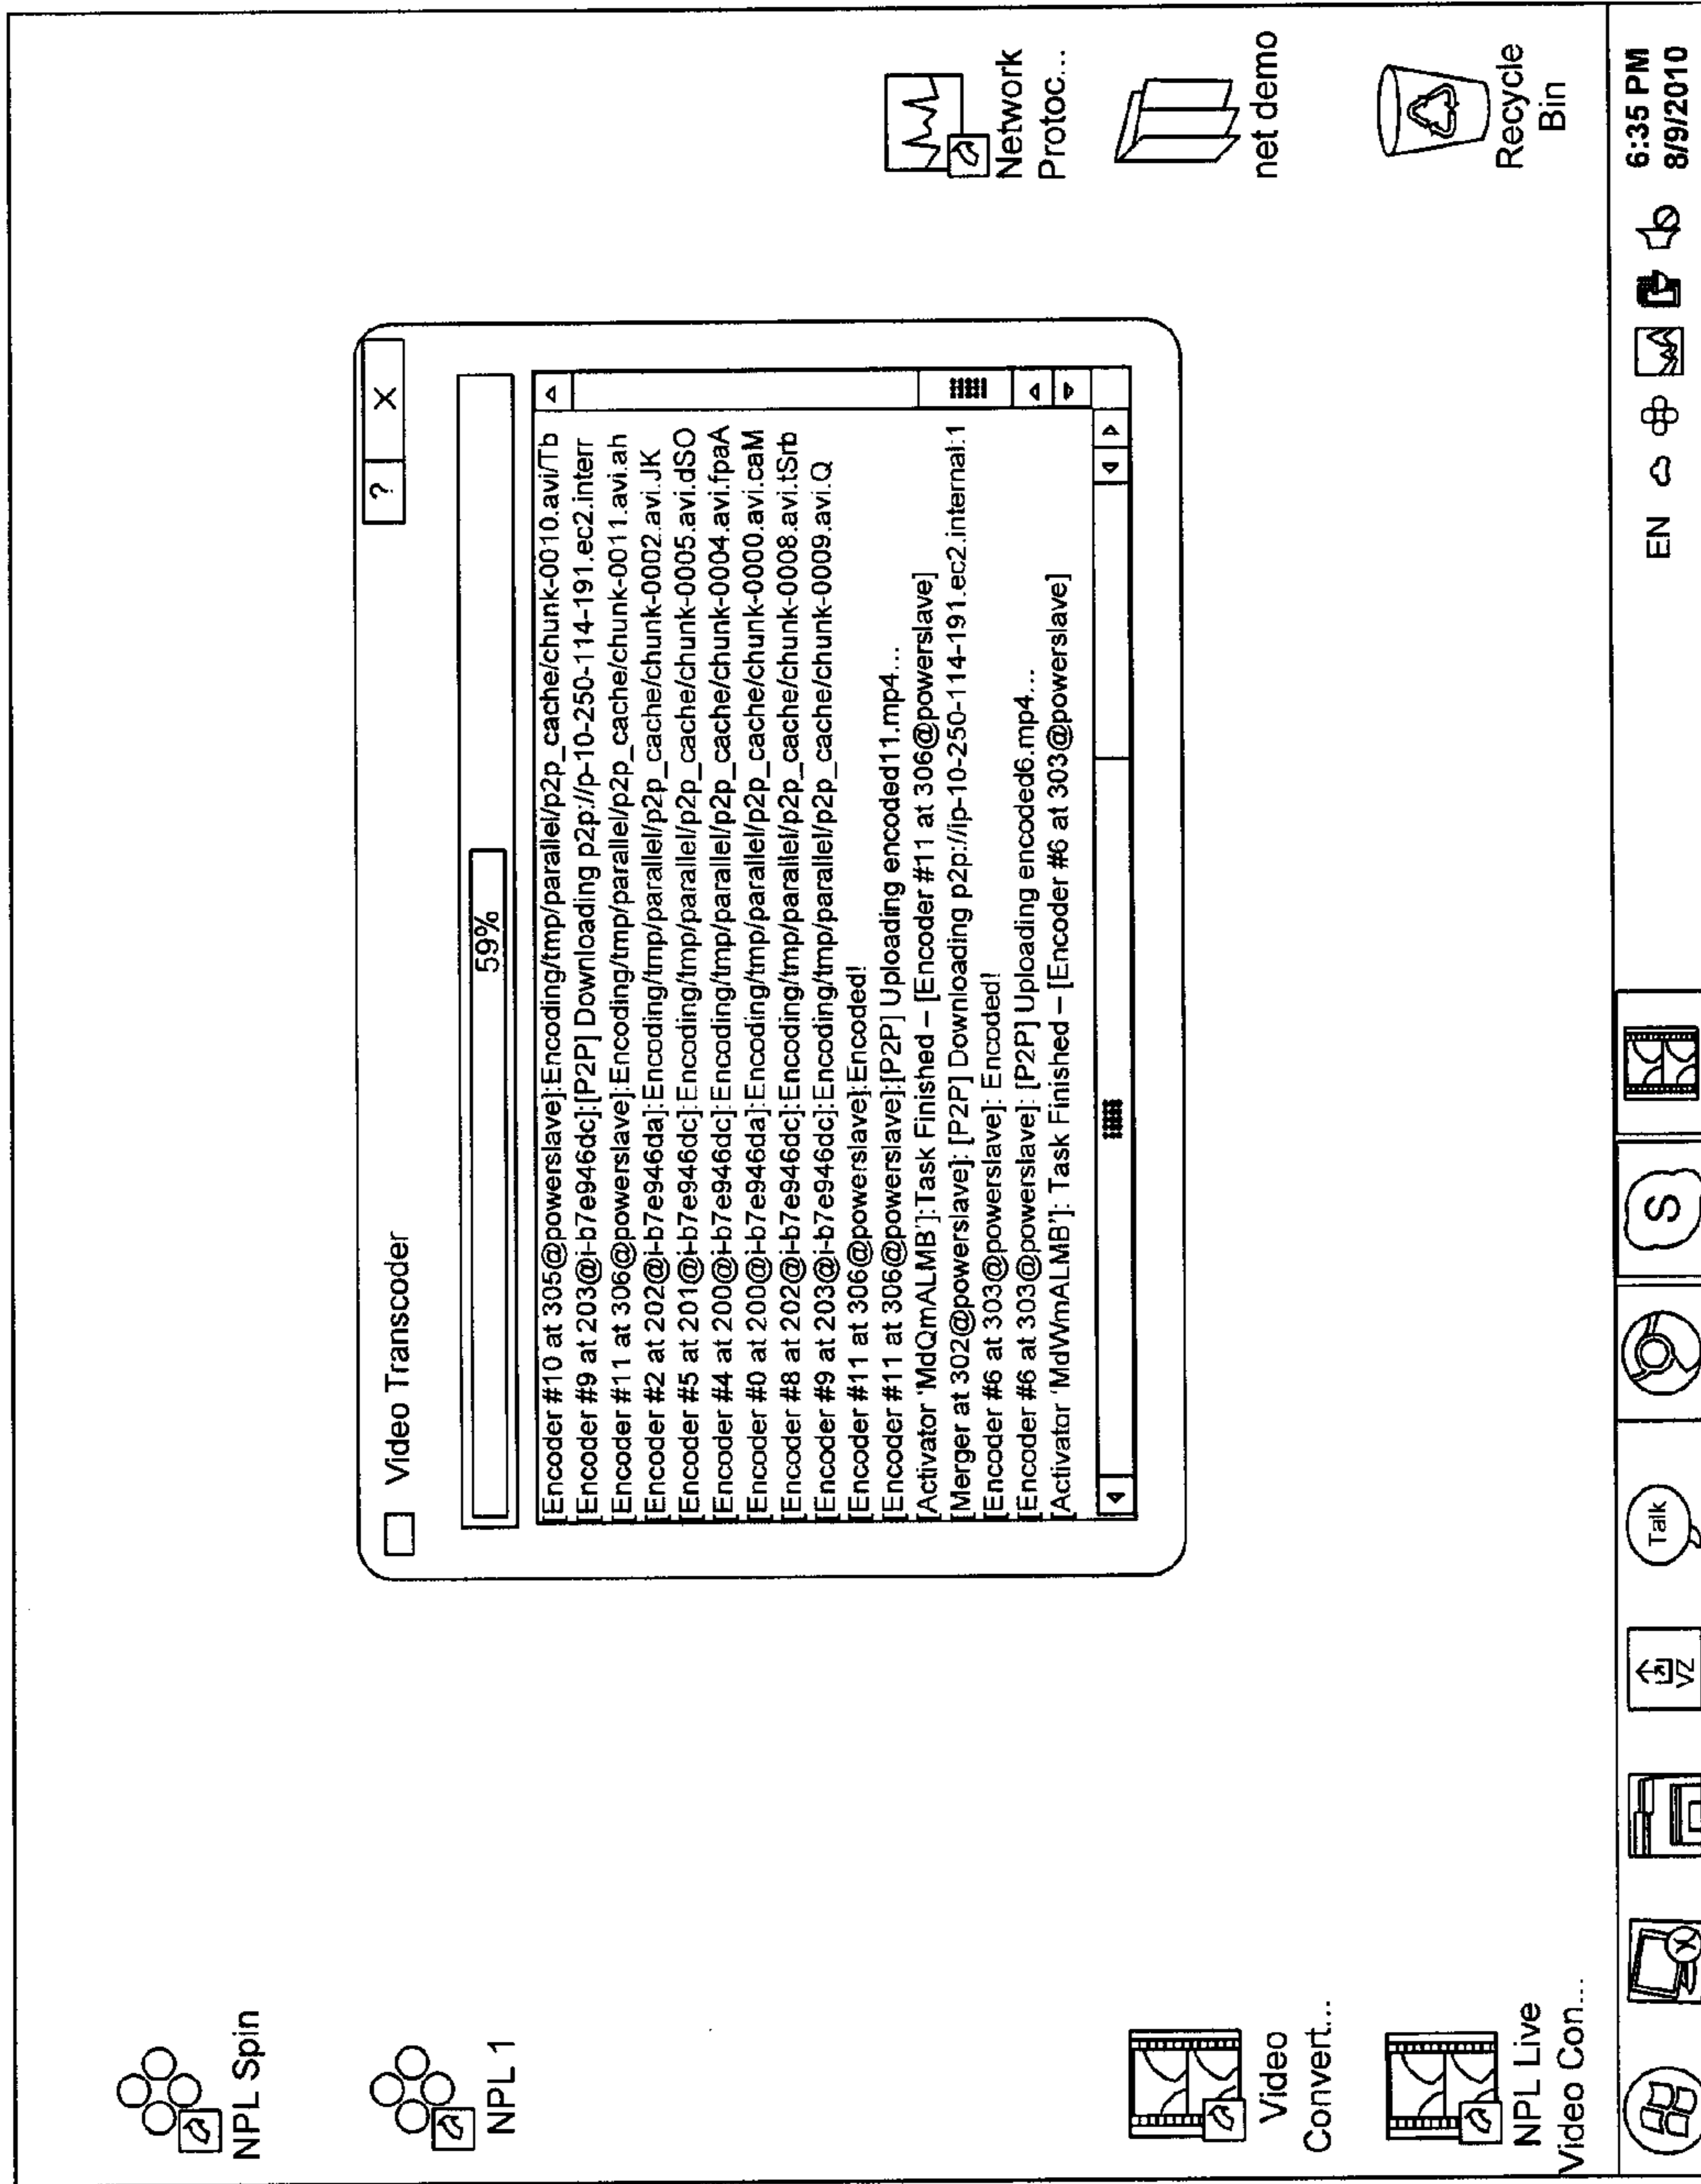 NPL Spin
NPL 1
Video
Convert...
NPL Live
Video Con...
Video Transcoder
?
X
59%
[Encoder #10 at 305@powerslave]:Encoding/tmp/parallel/p2p_cache/chunk-0010.avi/Tb
[Encoder #9 at 203@i-b7e946dc]:[P2P] Downloading p2p://p-10-250-114-191.ec2.interr
[Encoder #11 at 306@powerslave]:Encoding/tmp/parallel/p2p_cache/chunk-0011.avi.ah
[Encoder #2 at 202@i-b7e946da]:Encoding/tmp/parallel/p2p_cache/chunk-0002.avi.JK
[Encoder #5 at 201@i-b7e946dc]:Encoding/tmp/parallel/p2p_cache/chunk-0005.avi.dSO
[Encoder #4 at 200@i-b7e946dc]:Encoding/tmp/parallel/p2p_cache/chunk-0004.avi.fpaA
[Encoder #0 at 200@i-b7e946da]:Encoding/tmp/parallel/p2p_cache/chunk-0000.avi.caM
[Encoder #8 at 202@i-b7e946dc]:Encoding/tmp/parallel/p2p_cache/chunk-0008.avi.tSrb
[Encoder #9 at 203@i-b7e946dc]:Encoding/tmp/parallel/p2p_cache/chunk-0009.avi.Q
[Encoder #11 at 306@powerslave]:Encoded!
[Encoder #11 at 306@powerslave]:[P2P] Uploading encoded11.mp4...
[Activator 'MdQmALMB']:Task Finished – [Encoder #11 at 306@powerslave]
[Merger at 302@powerslave]: [P2P] Downloading p2p://ip-10-250-114-191.ec2.internal:1
[Encoder #6 at 303@powerslave]: Encoded!
[Encoder #6 at 303@powerslave]: [P2P] Uploading encoded6.mp4...
[Activator 'MdWmALMB']: Task Finished – [Encoder #6 at 303@powerslave]
Network
Protoc...
net demo
Recycle
Bin
VZ
Talk
S
EN
6:35 PM
8/9/2010